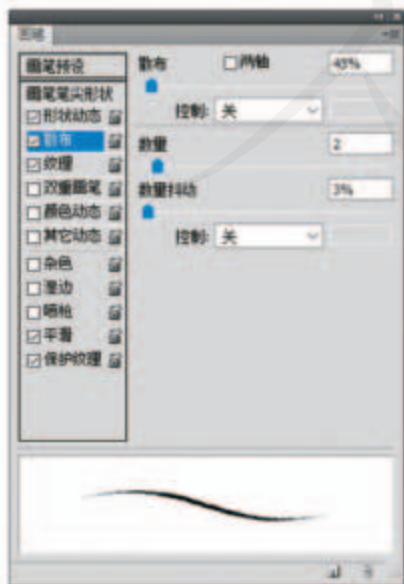 画笔
画笔预设
画笔笔尖形状
形状动态
散布
纹理
双重画笔
颜色动态
其它动态
杂色
湿边
喷枪
平滑
保护纹理
散布
两轴
43%
控制: 关
数量
2
数量抖动
3%
控制: 关